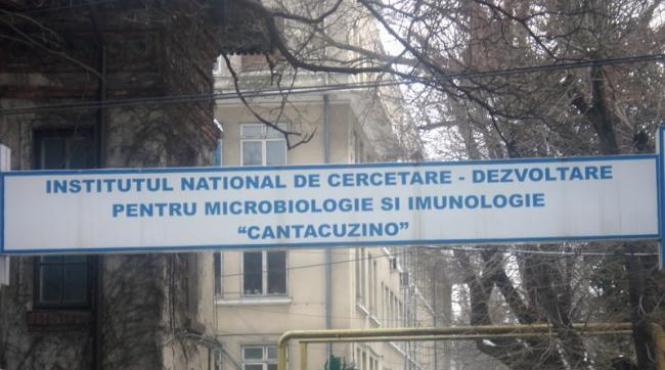 INSTITUTUL NATIONAL DE CERCETARE - DEZVOLTARE
PENTRU MICROBIOLOGIE SI IMUNOLOGIE
“CANTACUZINO”